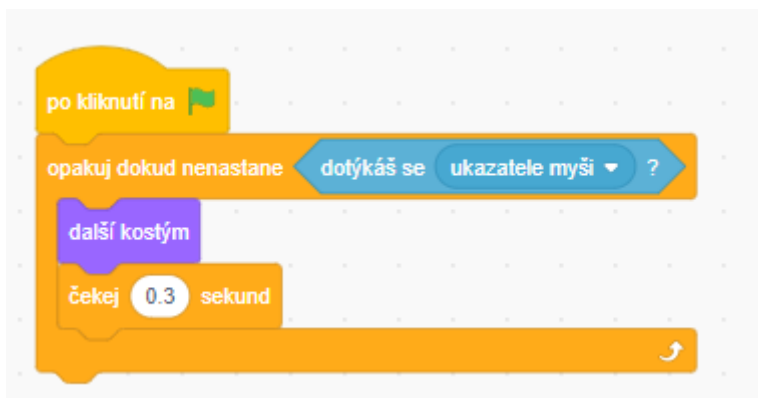 po kliknutí na
opakuj dokud nenastane dotýkáš se ukazatele myši ?
další kostým
čekej 0.3 sekund